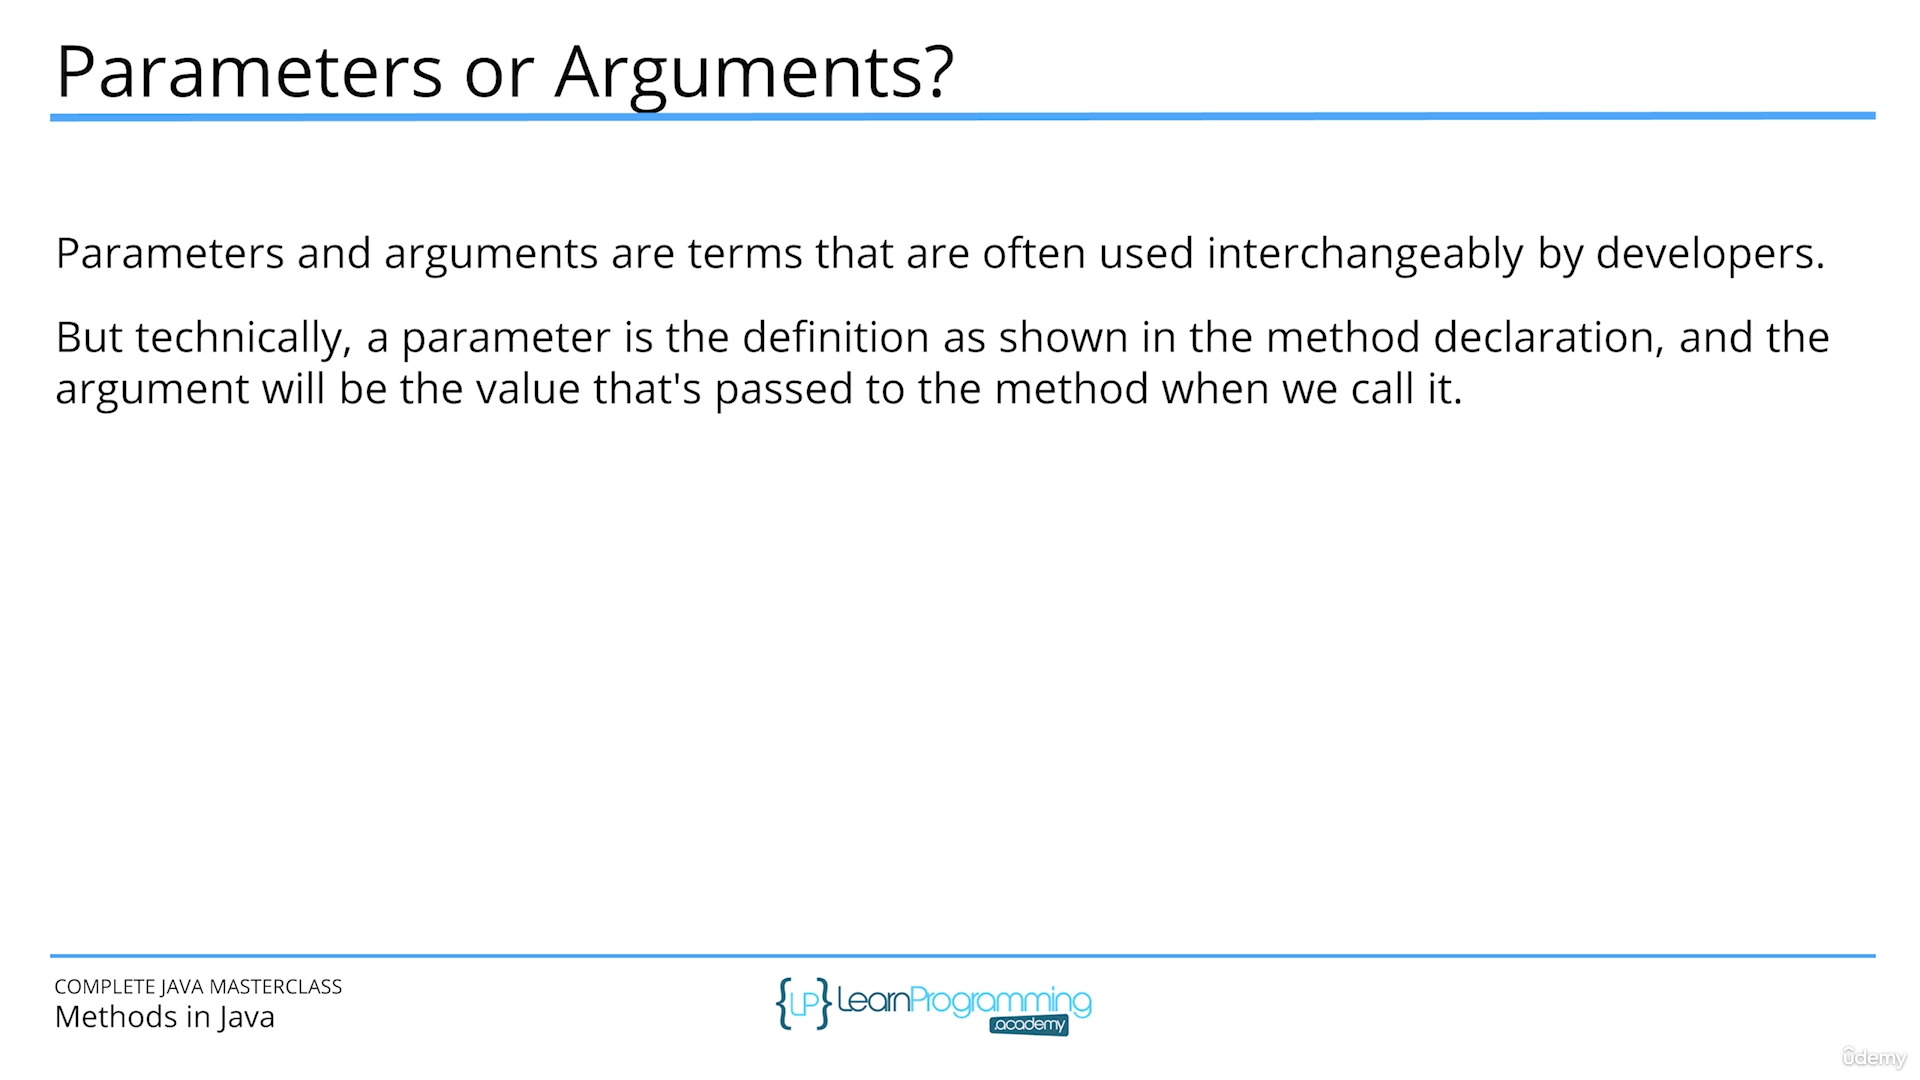 Parameters or Arguments?
Parameters and arguments are terms that are often used interchangeably by developers.
But technically, a parameter is the definition as shown in the method declaration, and the
argument will be the value that's passed to the method when we call it.
COMPLETE JAVA MASTERCLASS
Methods in Java
{LP} LearnProgramming
.academy
ûdemy